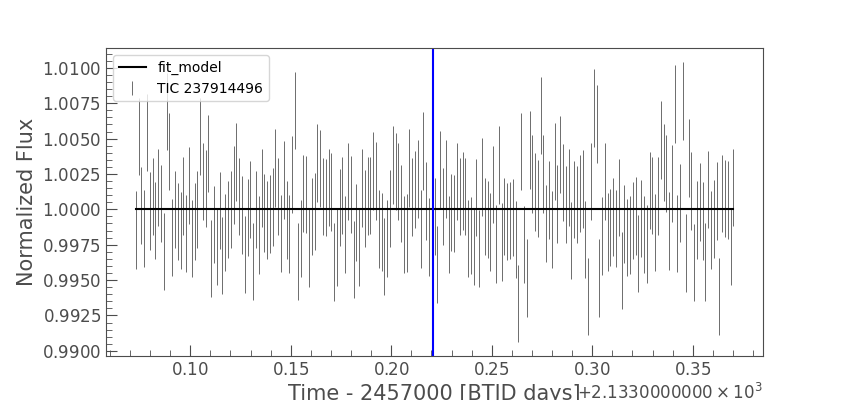 fit_model
TIC 237914496
Normalized Flux
1.0100
1.0075
1.0050
1.0025
1.0000
0.9975
0.9950
0.9925
0.9900
0.10 0.15 0.20 0.25 0.30 0.35
Time - 2457000 [BTJD days]
+2.1330000000 × 10³